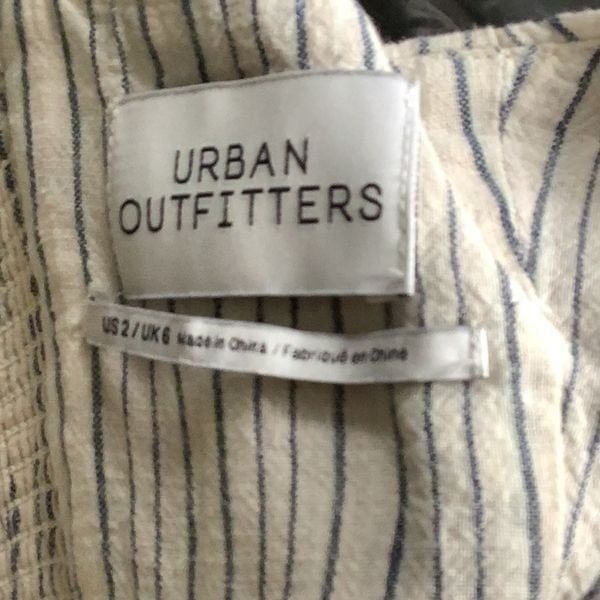 URBAN
OUTFITTERS
US 2 / UK 6 Made in China / Fabriqué en Chine